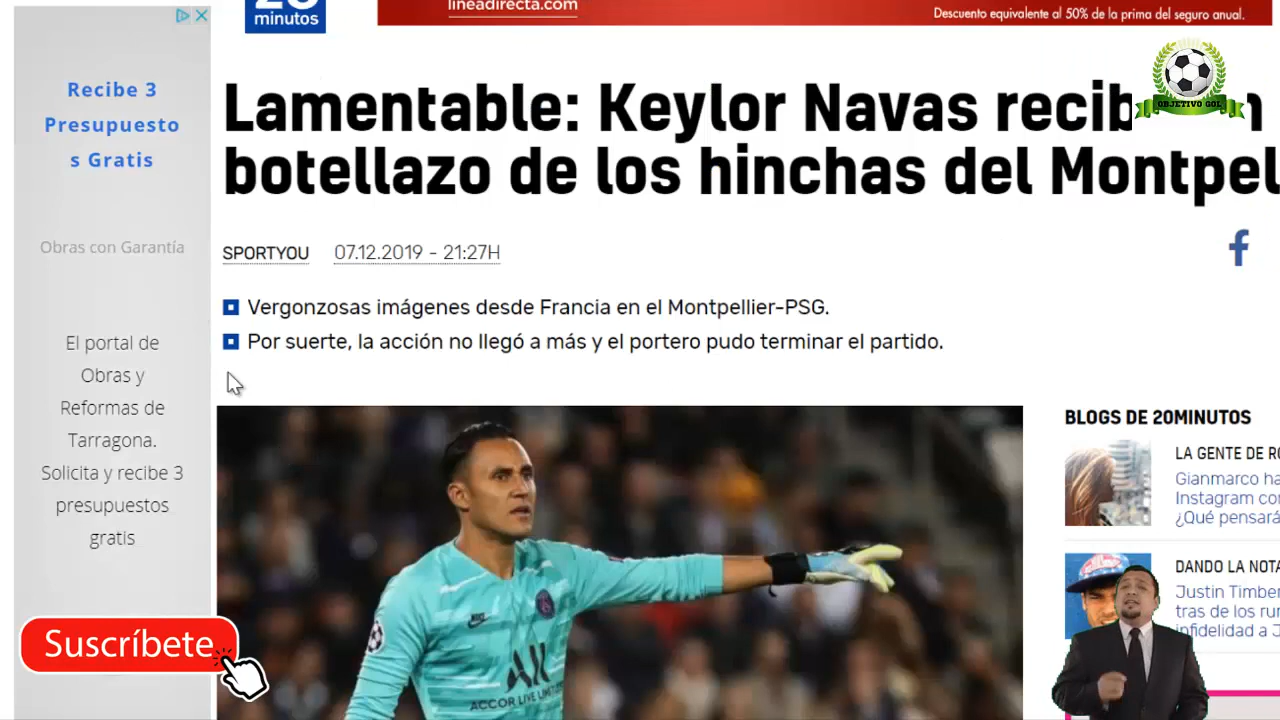 lineadirecta.com
Descuento equivalente al 50% de la prima del seguro anual.
minutos
OBJETIVO GOL
Lamentable: Keylor Navas
botellazo de los hinchas del Montpel
SPORTYOU
07.12.2019 - 21:27H
Vergonzosas imágenes desde Francia en el Montpellier-PSG.
Por suerte, la acción no llegó a más y el portero pudo terminar el partido.
Recibe 3
Presupuesto
s Gratis
Obras con Garantía
El portal de
Obras y
Reformas de
Tarragona.
Solicita y recibe 3
presupuestos
gratis
Suscríbete
ACCOR LIVE LIMIT
BLOGS DE 20MINUTOS
LA GENTE DE
Gianmarco ha
Instagram
¿Qué pensará
DANDO LA NOTA
Justin Timber
tras de los
infidelidad a J